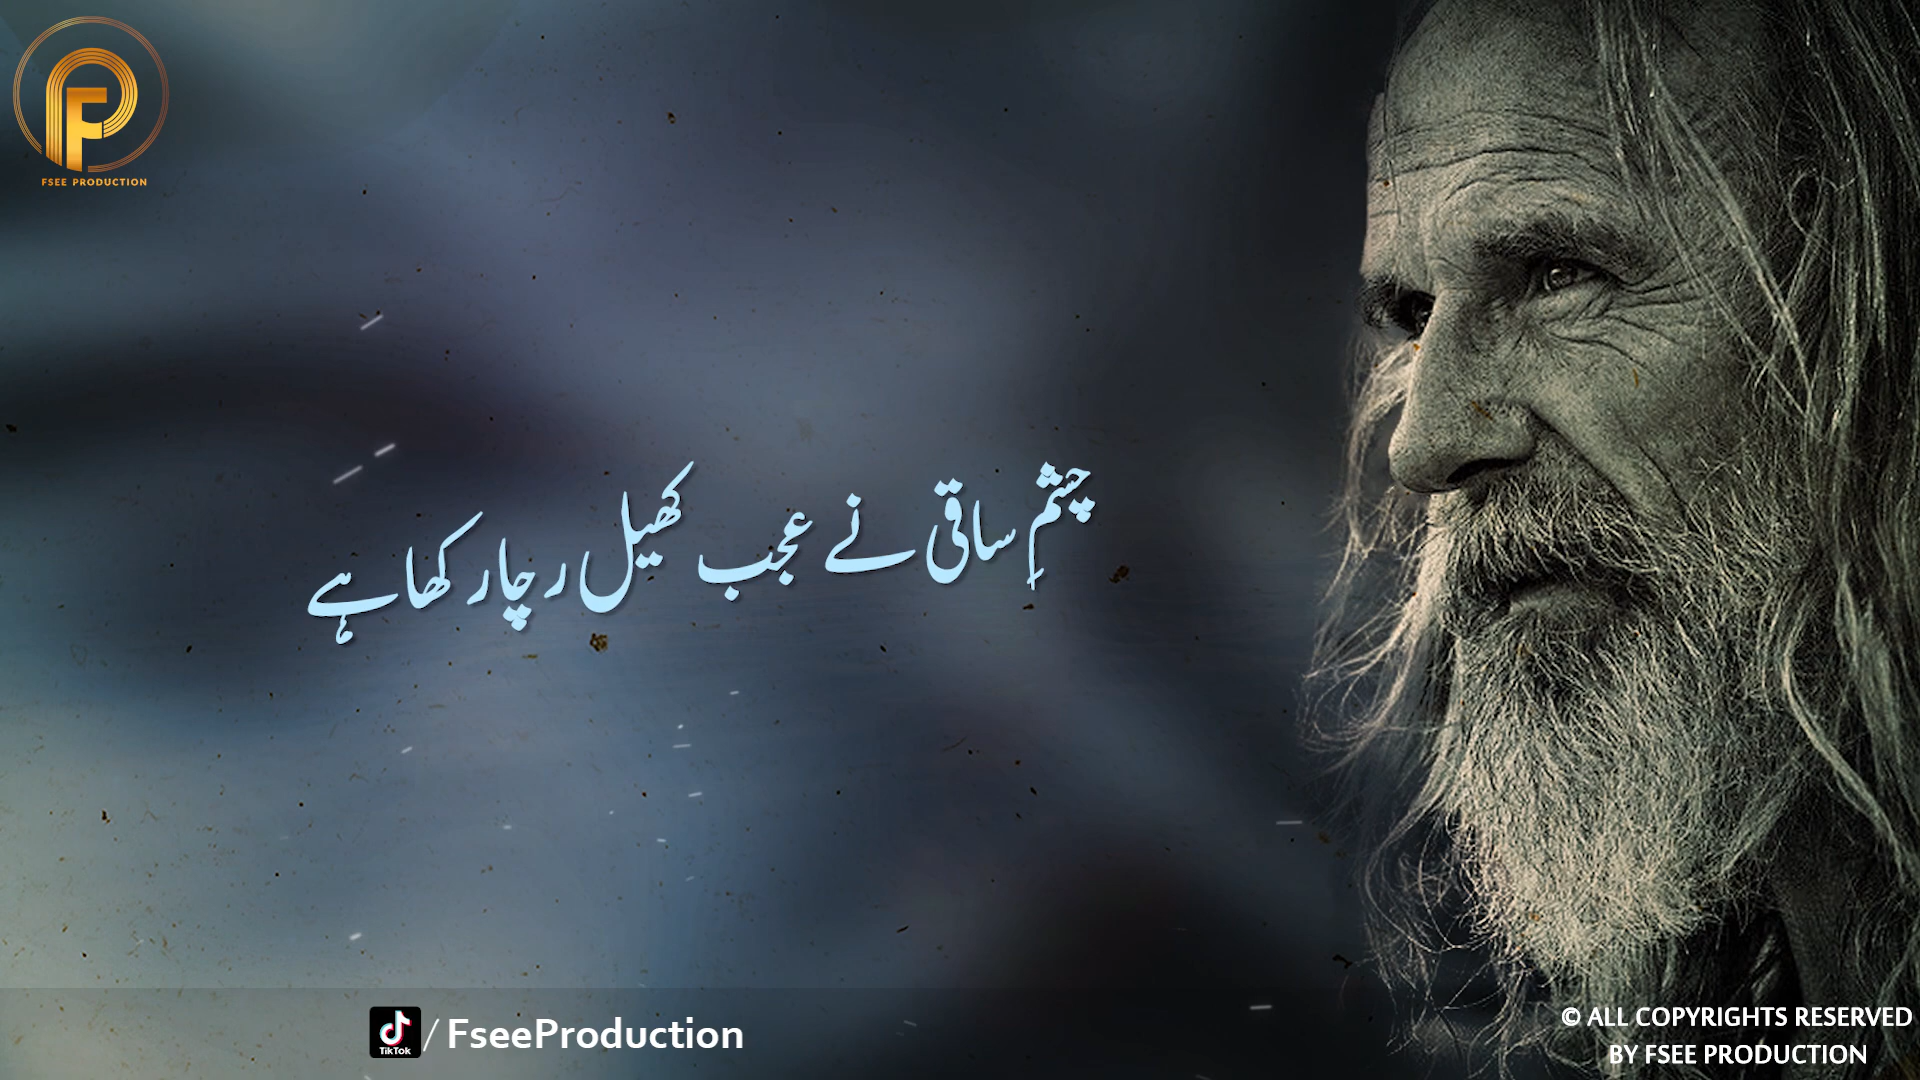 FSEE PRODUCTION
چشمِ ساقی نے عجب کھیل رچا رکھا ہے
TikTok / FseeProduction
© ALL COPYRIGHTS RESERVED
BY FSEE PRODUCTION